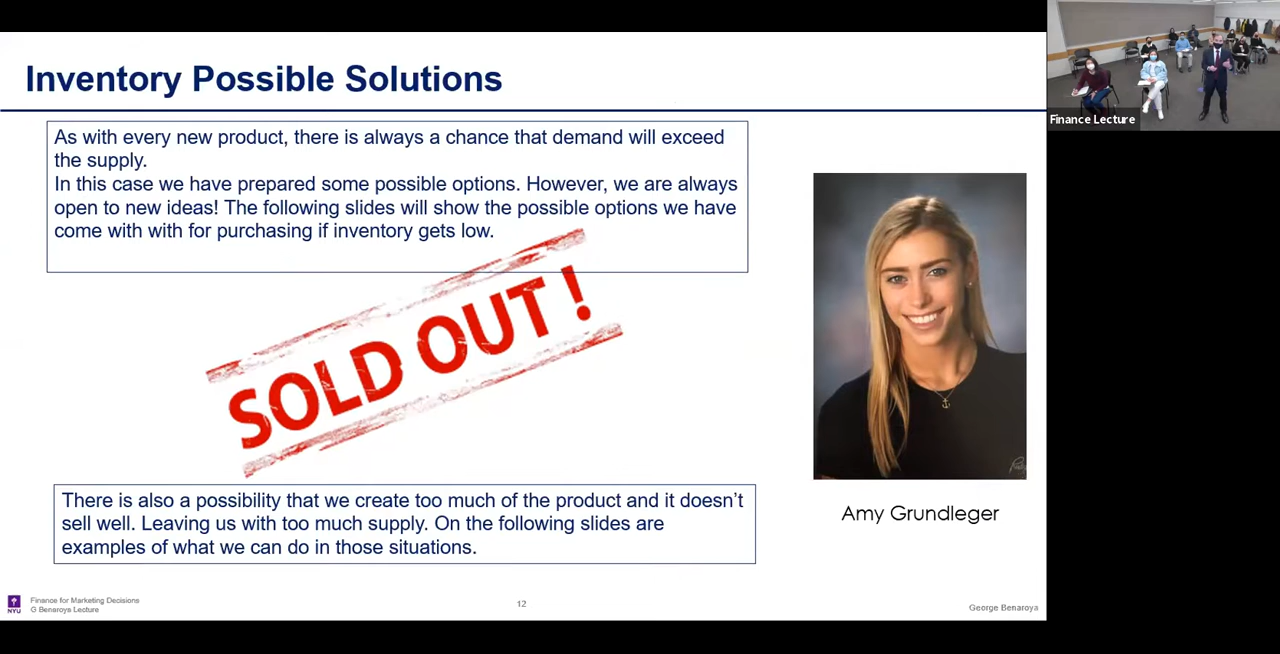 Inventory Possible Solutions
As with every new product, there is always a chance that demand will exceed
the supply.
In this case we have prepared some possible options. However, we are always
open to new ideas! The following slides will show the possible options we have
come with with for purchasing if inventory gets low.
SOLD OUT!
There is also a possibility that we create too much of the product and it doesn't
sell well. Leaving us with too much supply. On the following slides are
examples of what we can do in those situations.
Finance Lecture
Amy Grundleger
NYU
Finance for Marketing Decisions
G Benaroya Lecture
12
George Benaroya